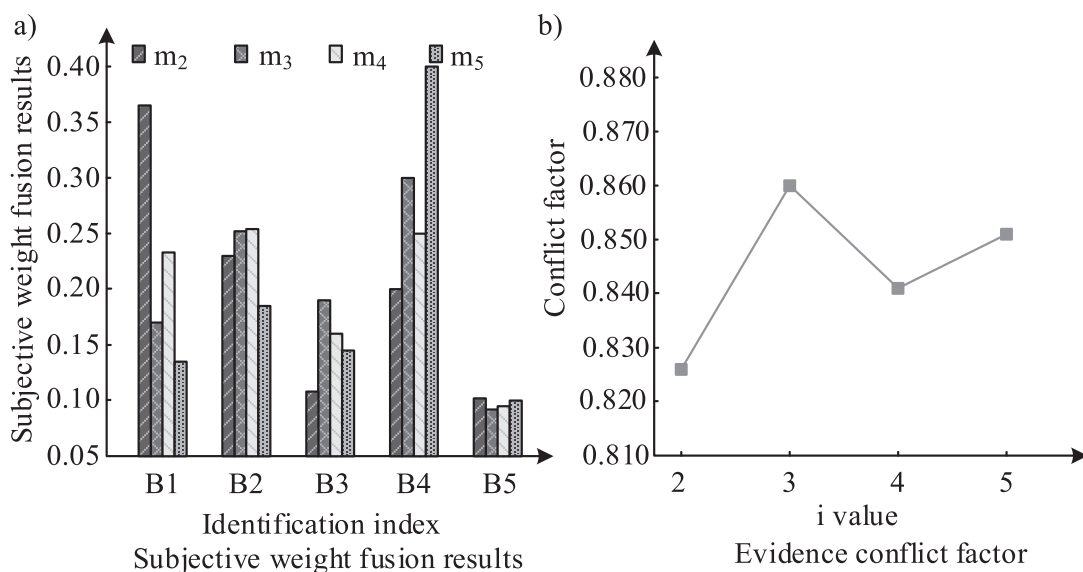 a)
m2 m3 m4 m5
Subjective weight fusion results
0.40
0.35
0.30
0.25
0.20
0.15
0.10
0.05
B1 B2 B3 B4 B5
Identification index
Subjective weight fusion results
b)
Conflict factor
0.880
0.870
0.860
0.850
0.840
0.830
0.820
0.810
2 3 4 5
i value
Evidence conflict factor